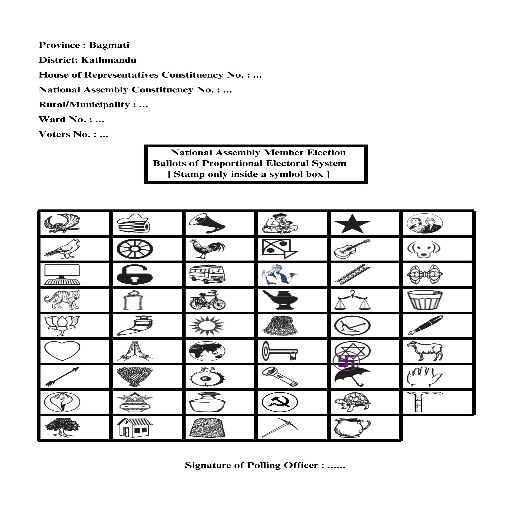 Province : Bagmati
District: Kathmandu
House of Representatives Constituency No. : ...
National Assembly Constituency No. : ...
Rural/Municipality : ...
Ward No. : ...
Voters No. : ...
National Assembly Member Election
Ballots of Proportional Electoral System
[ Stamp only inside a symbol box ]
Signature of Polling Officer : ......